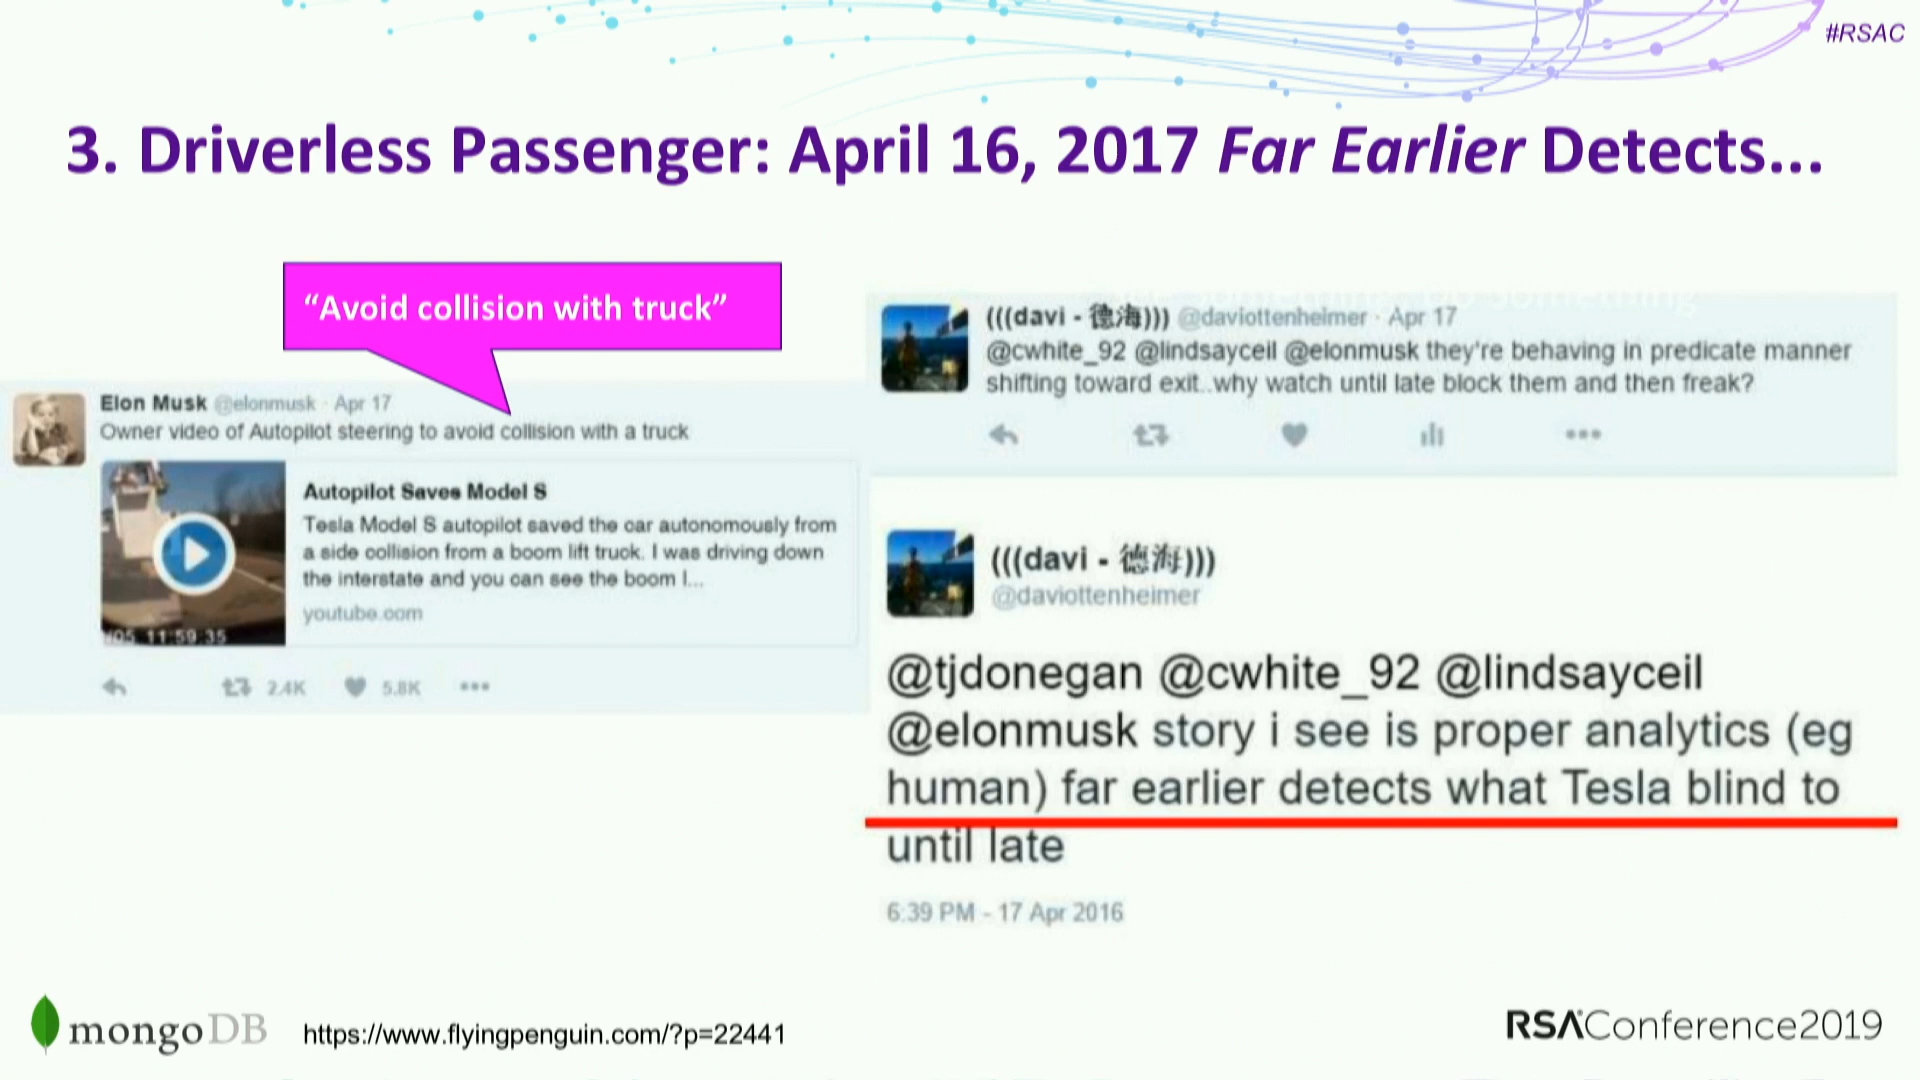 #RSAC
3. Driverless Passenger: April 16, 2017 Far Earlier Detects...
“Avoid collision with truck”
Elon Musk @elonmusk · Apr 17
Owner video of Autopilot steering to avoid collision with a truck
Autopilot Saves Model S
Tesla Model S autopilot saved the car autonomously from
a side collision from a boom lift truck. I was driving down
the interstate and you can see the boom l...
youtube.com
11:59:35
2.4K 5.8K
(((davi - 德海))) @daviottenheimer · Apr 17
@cwhite_92 @lindsayceil @elonmusk they're behaving in predicate manner
shifting toward exit..why watch until late block them and then freak?
(((davi - 德海)))
@daviottenheimer
@tjdonegan @cwhite_92 @lindsayceil
@elonmusk story i see is proper analytics (eg
human) far earlier detects what Tesla blind to
until late
6:39 PM - 17 Apr 2016
mongoDB
https://www.flyingpenguin.com/?p=22441
RSAConference2019